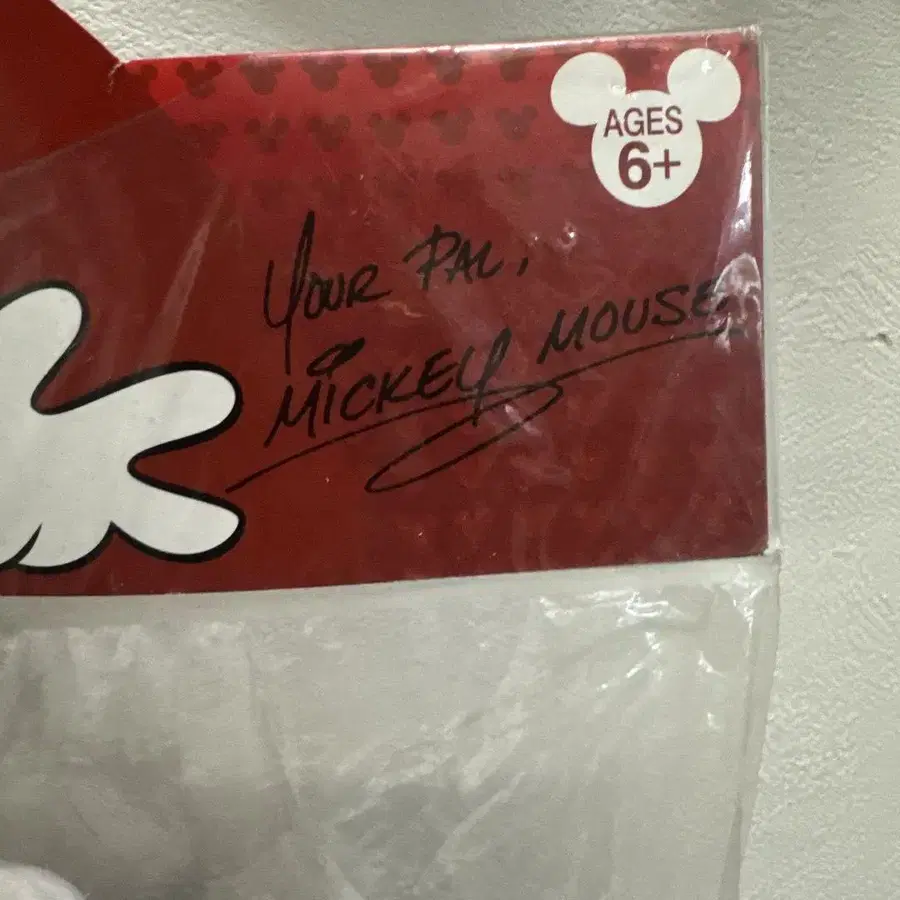 AGES
6+
YOUR PAL,
MICKEY MOUSE